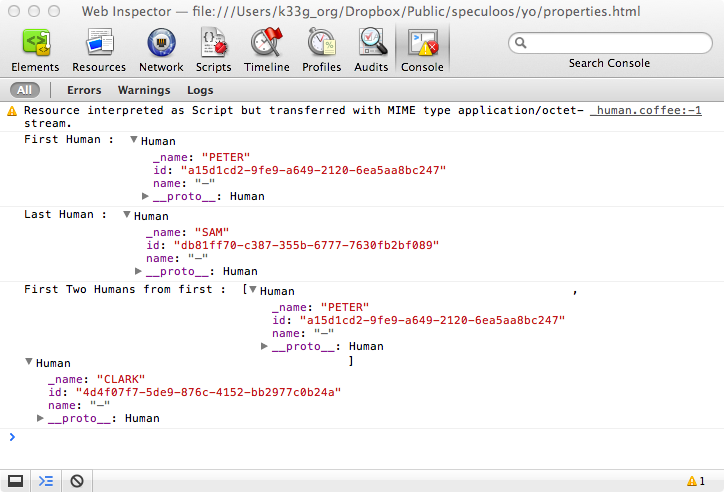 Web Inspector — file:///Users/k33g_org/Dropbox/Public/speculoos/yo/properties.html
Elements Resources Network Scripts Timeline Profiles Audits Console
Search Console
All Errors Warnings Logs
Resource interpreted as Script but transferred with MIME type application/octet- _human.coffee:-1
stream.
First Human : ▼Human
_name: "PETER"
id: "a15d1cd2-9fe9-a649-2120-6ea5aa8bc247"
name: "—"
▶__proto__: Human
Last Human : ▼Human
_name: "SAM"
id: "db81ff70-c387-355b-6777-7630fb2bf089"
name: "—"
▶__proto__: Human
First Two Humans from first : [▼Human ,
_name: "PETER"
id: "a15d1cd2-9fe9-a649-2120-6ea5aa8bc247"
name: "—"
▶__proto__: Human
▼Human ]
_name: "CLARK"
id: "4d4f07f7-5de9-876c-4152-bb2977c0b24a"
name: "—"
▶__proto__: Human
>
1